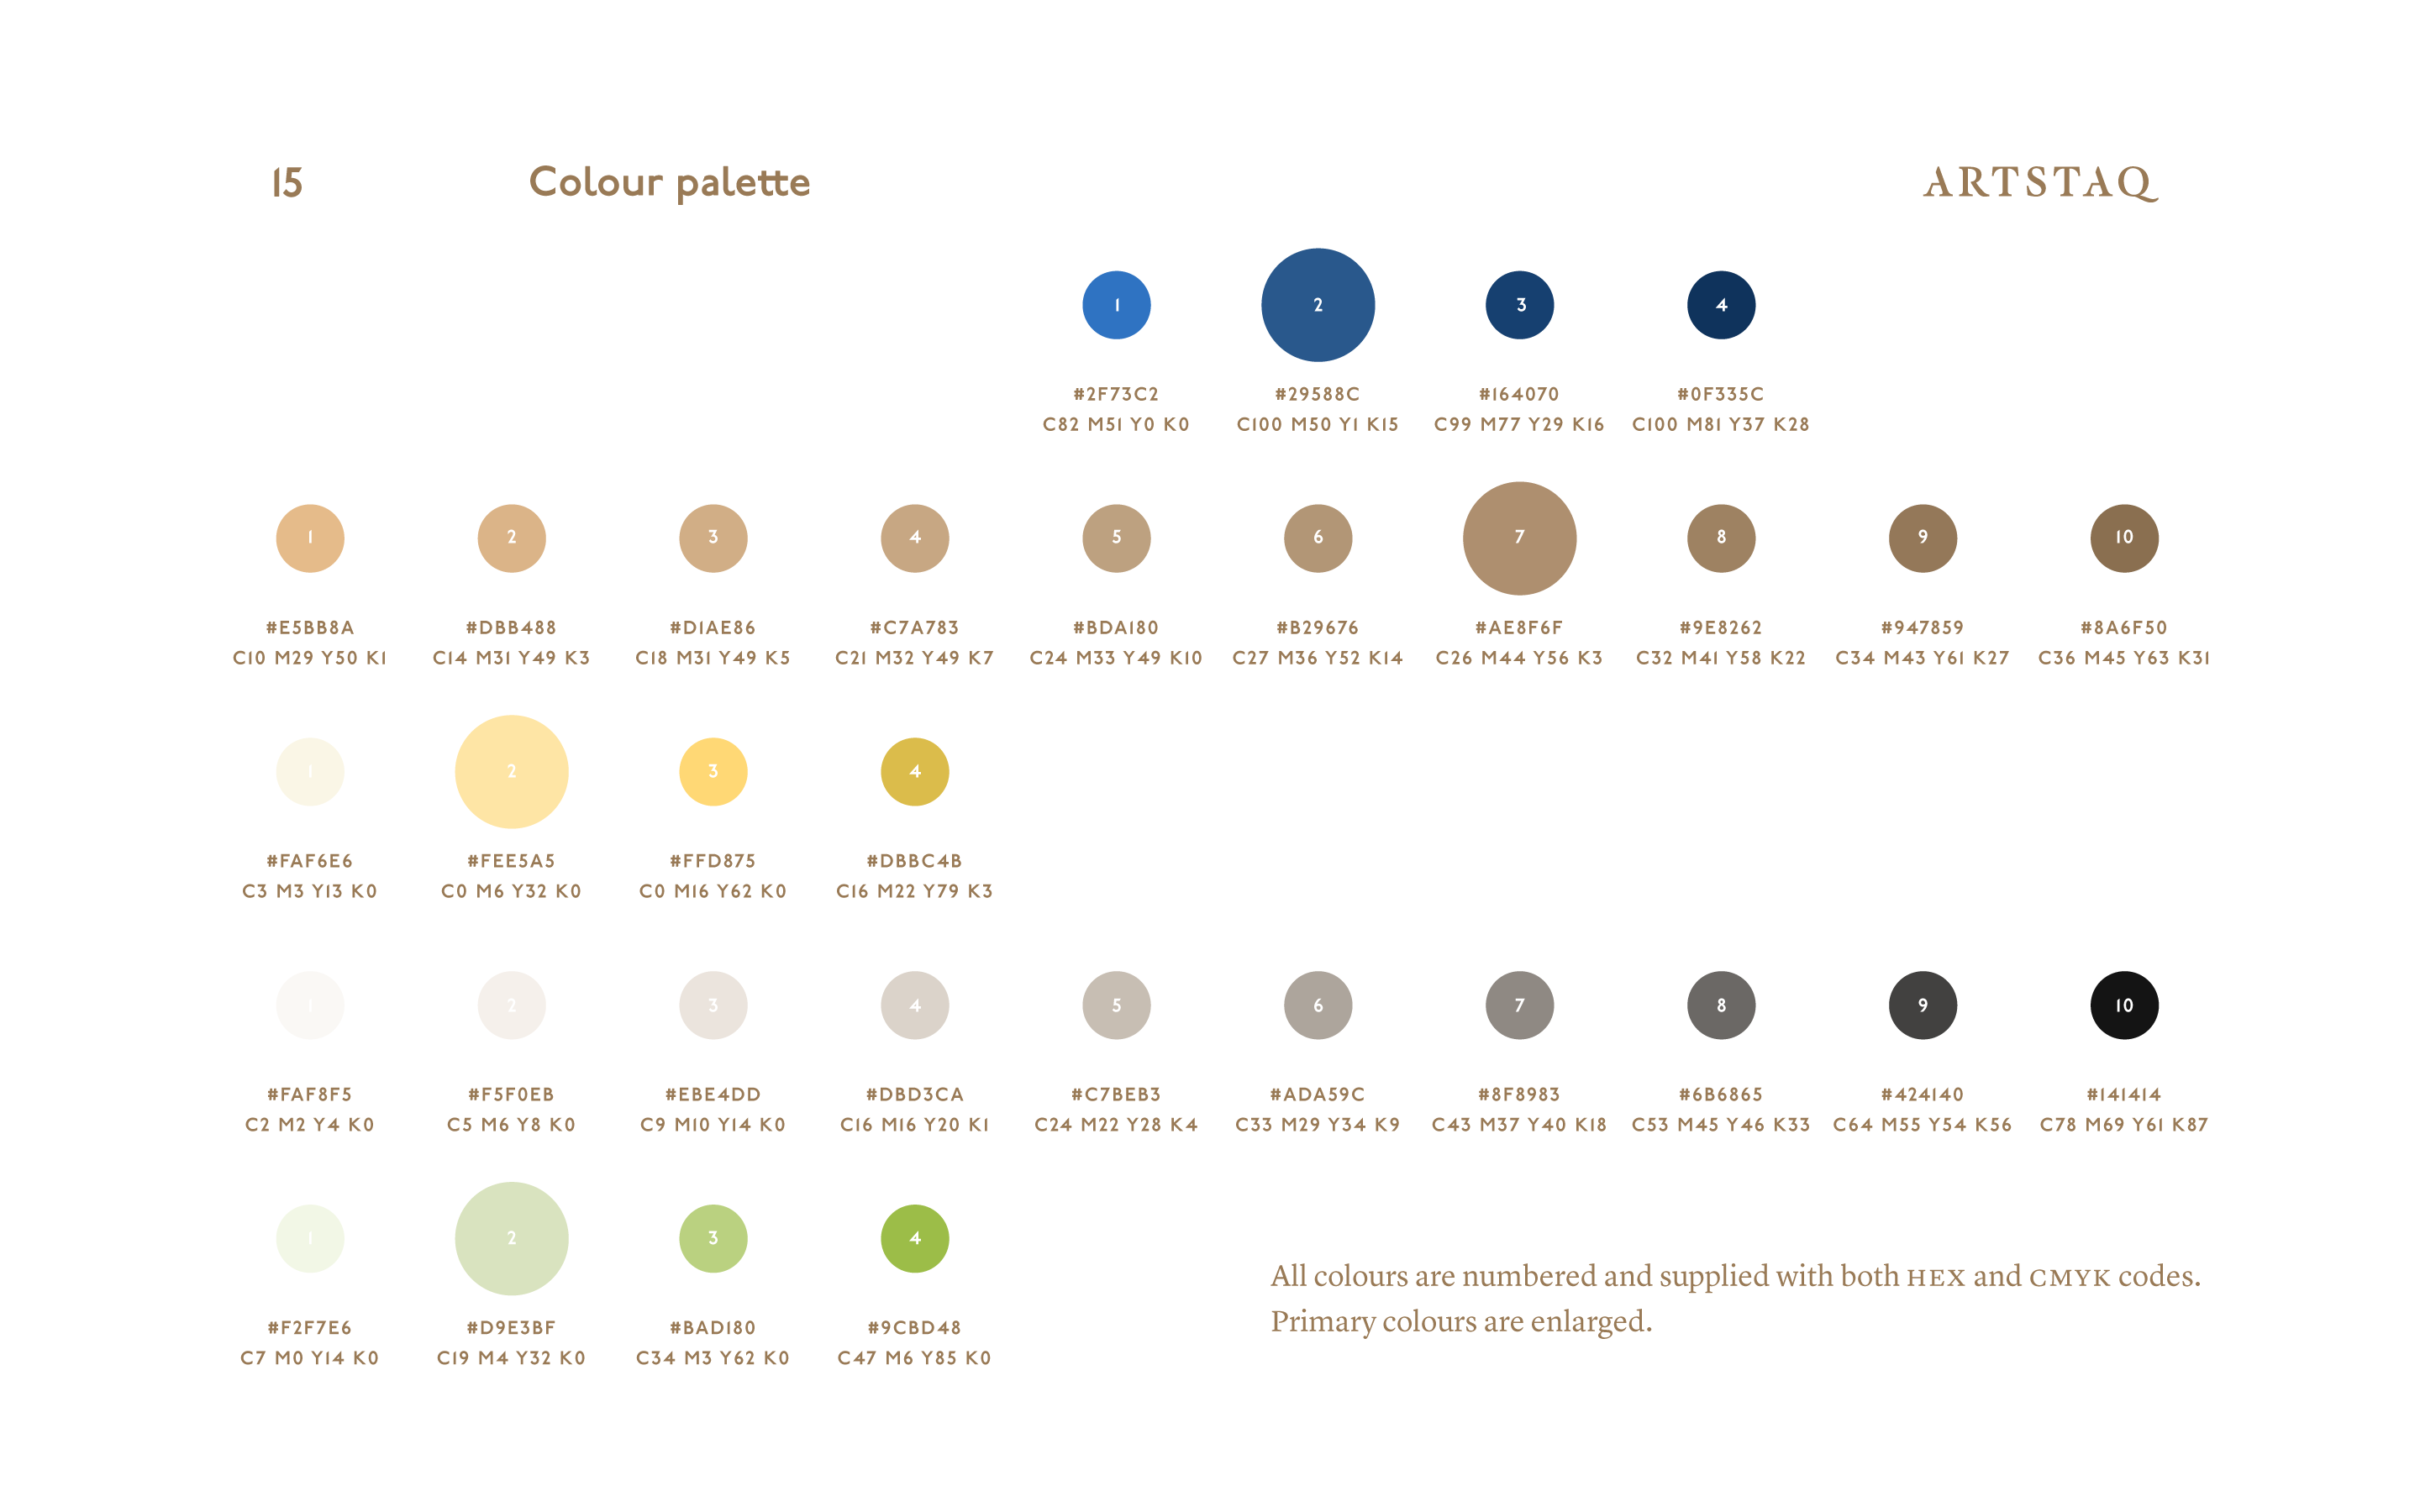 15
Colour palette
ARTSTAQ
1 2 3 4
#2F73C2 #29588C #164070 #0F335C
C82 M51 Y0 K0 C100 M50 Y1 K15 C99 M77 Y29 K16 C100 M81 Y37 K28
1 2 3 4 5 6 7 8 9 10
#E5BB8A #DBB488 #D1AE86 #C7A783 #BDA180 #B29676 #AE8F6F #9E8262 #947859 #8A6F50
C10 M29 Y50 K1 C14 M31 Y49 K3 C18 M31 Y49 K5 C21 M32 Y49 K7 C24 M33 Y49 K10 C27 M36 Y52 K14 C26 M44 Y56 K3 C32 M41 Y58 K22 C34 M43 Y61 K27 C36 M45 Y63 K31
1 2 3 4
#FAF6E6 #FEE5A5 #FFD875 #DBBC4B
C3 M3 Y13 K0 C0 M6 Y32 K0 C0 M16 Y62 K0 C16 M22 Y79 K3
1 2 3 4 5 6 7 8 9 10
#FAF8F5 #F5F0EB #EBE4DD #DBD3CA #C7BEB3 #ADA59C #8F8983 #6B6865 #424140 #141414
C2 M2 Y4 K0 C5 M6 Y8 K0 C9 M10 Y14 K0 C16 M16 Y20 K1 C24 M22 Y28 K4 C33 M29 Y34 K9 C43 M37 Y40 K18 C53 M45 Y46 K33 C64 M55 Y54 K56 C78 M69 Y61 K87
1 2 3 4
#F2F7E6 #D9E3BF #BAD180 #9CBD48
C7 M0 Y14 K0 C19 M4 Y32 K0 C34 M3 Y62 K0 C47 M6 Y85 K0
All colours are numbered and supplied with both HEX and CMYK codes.
Primary colours are enlarged.